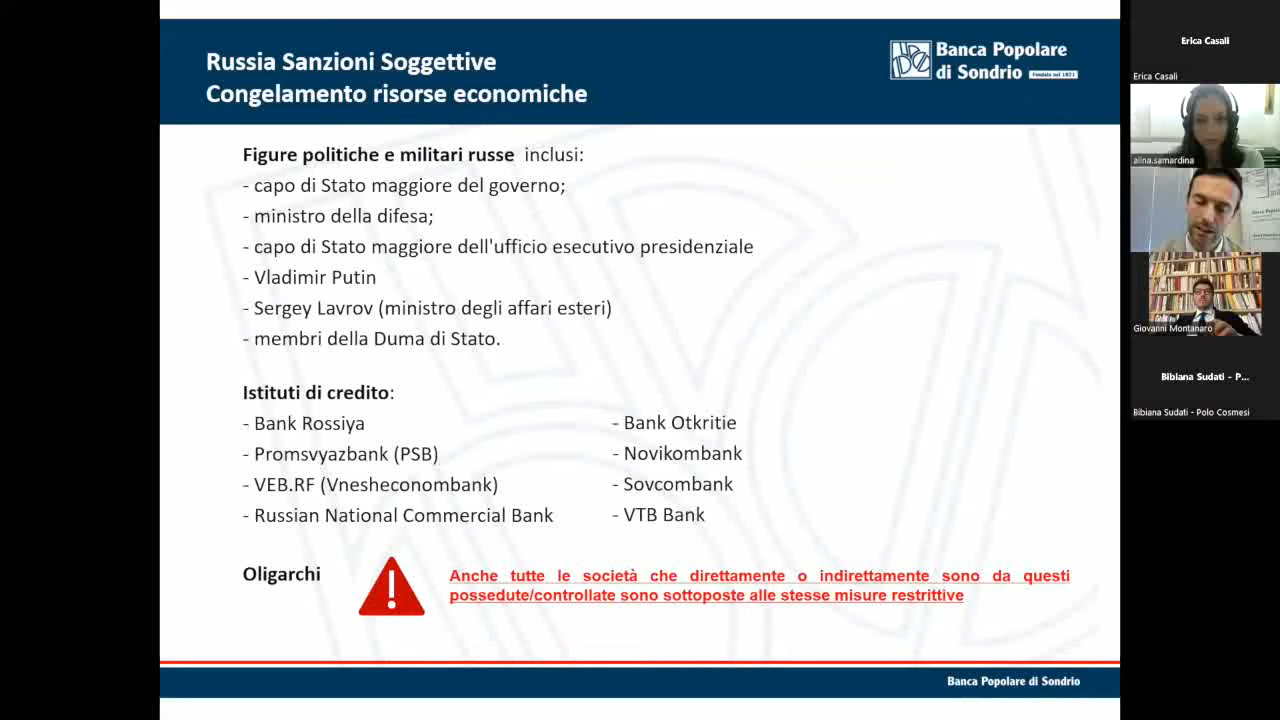 Russia Sanzioni Soggettive
Congelamento risorse economiche
Banca Popolare
di Sondrio Fondata nel 1871
Figure politiche e militari russe inclusi:
- capo di Stato maggiore del governo;
- ministro della difesa;
- capo di Stato maggiore dell'ufficio esecutivo presidenziale
- Vladimir Putin
- Sergey Lavrov (ministro degli affari esteri)
- membri della Duma di Stato.
Istituti di credito:
- Bank Rossiya
- Promsvyazbank (PSB)
- VEB.RF (Vnesheconombank)
- Russian National Commercial Bank
- Bank Otkritie
- Novikombank
- Sovcombank
- VTB Bank
Oligarchi
Anche tutte le società che direttamente o indirettamente sono da questi
possedute/controllate sono sottoposte alle stesse misure restrittive
Banca Popolare di Sondrio
Erica Casali
Erica Casali
alina.samardina
Giovanni Montanaro
Bibiana Sudati - P...
Bibiana Sudati - Polo Cosmesi